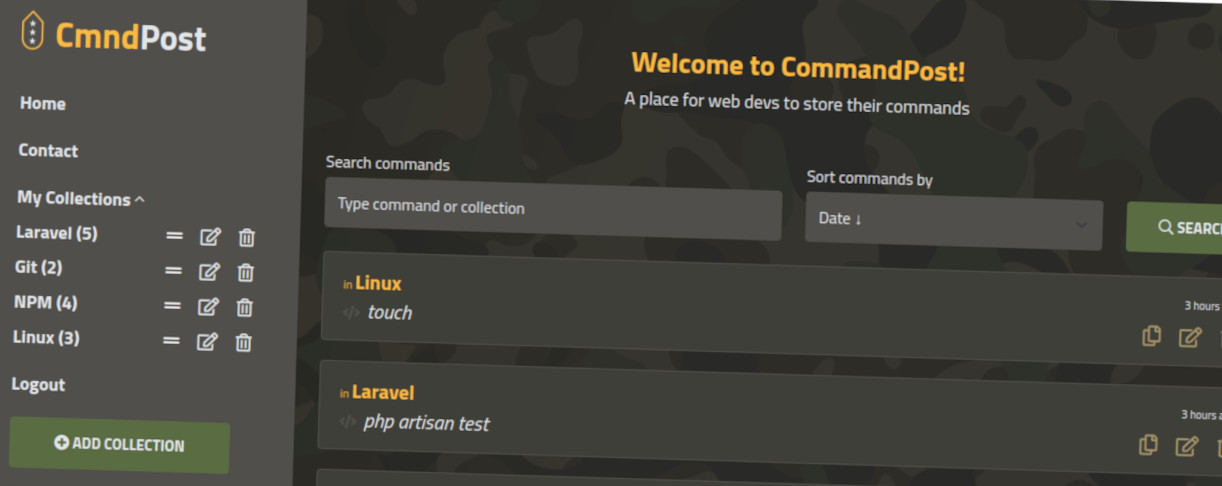 CmndPost
Home
Contact
My Collections
Laravel (5)
Git (2)
NPM (4)
Linux (3)
Logout
ADD COLLECTION
Welcome to CommandPost!
A place for web devs to store their commands
Search commands
Type command or collection
Sort commands by
Date ↓
SEARC
in Linux
</> touch
3 hours
in Laravel
</> php artisan test
3 hours a